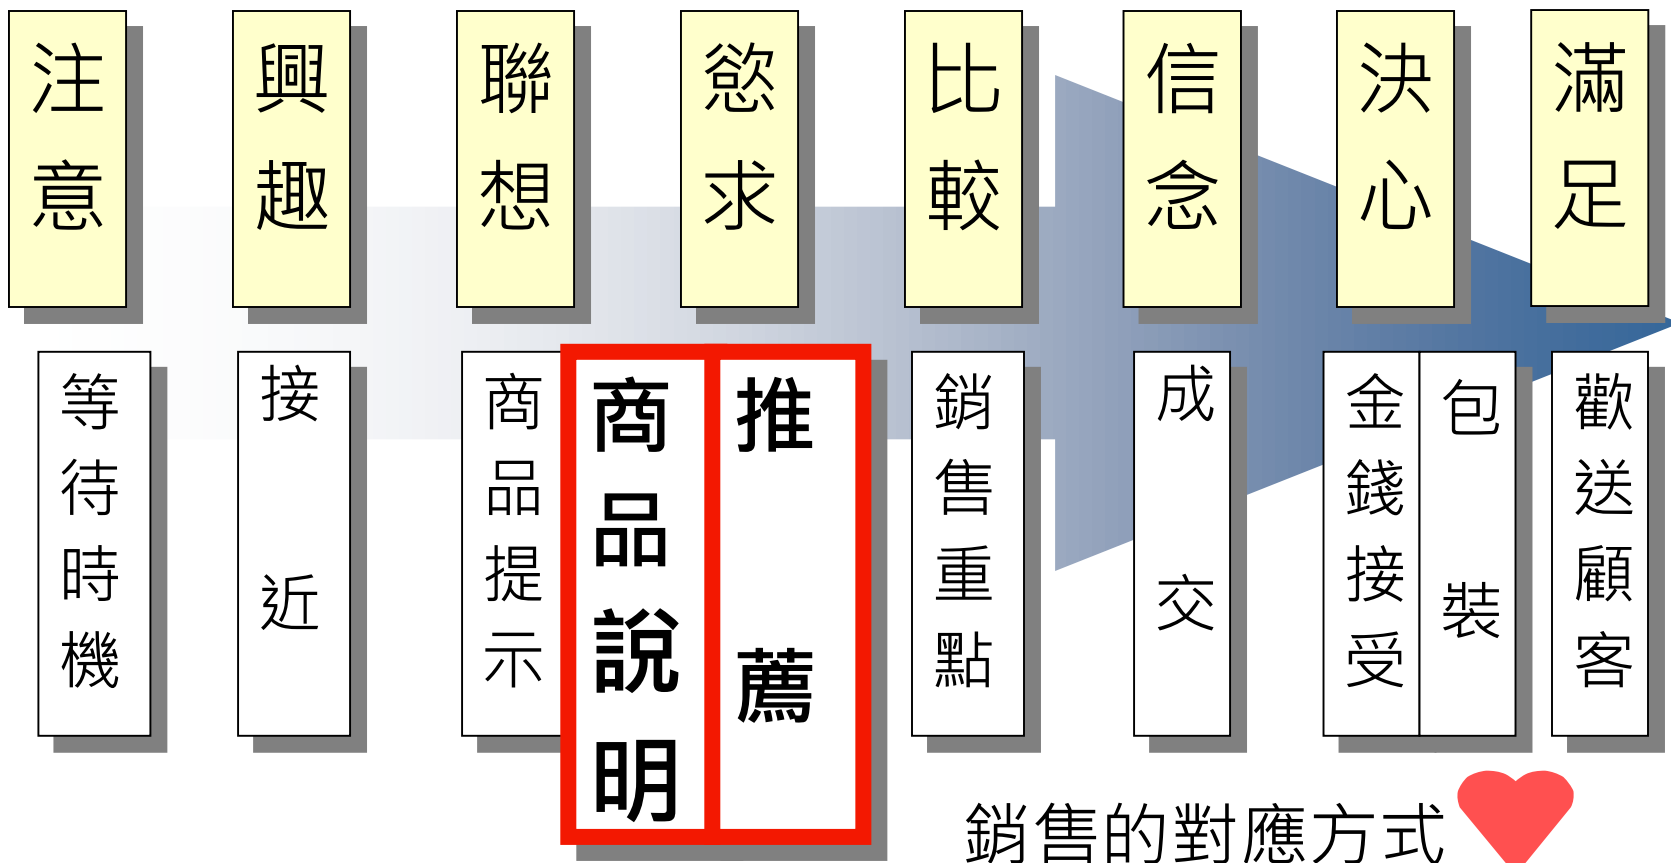 注意
興趣
聯想
慾求
比較
信念
決心
滿足
等待時機
接近
商品提示
商品說明
推薦
銷售重點
成交
金錢接受
包裝
歡送顧客
銷售的對應方式